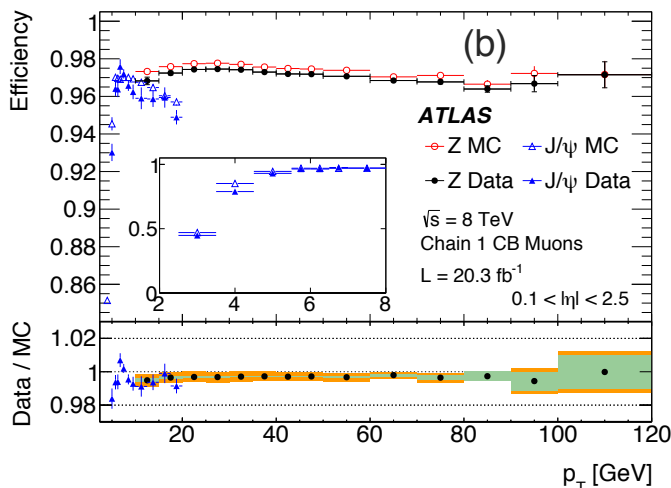 Efficiency
1
0.98
0.96
0.94
0.92
0.9
0.88
0.86
(b)
ATLAS
Z MC J/ψ MC
Z Data J/ψ Data
√s = 8 TeV
Chain 1 CB Muons
L = 20.3 fb⁻¹
0.1 < |η| < 2.5
1
0.5
0
2 4 6 8
Data / MC
1.02
1
0.98
20 40 60 80 100 120
p_T [GeV]